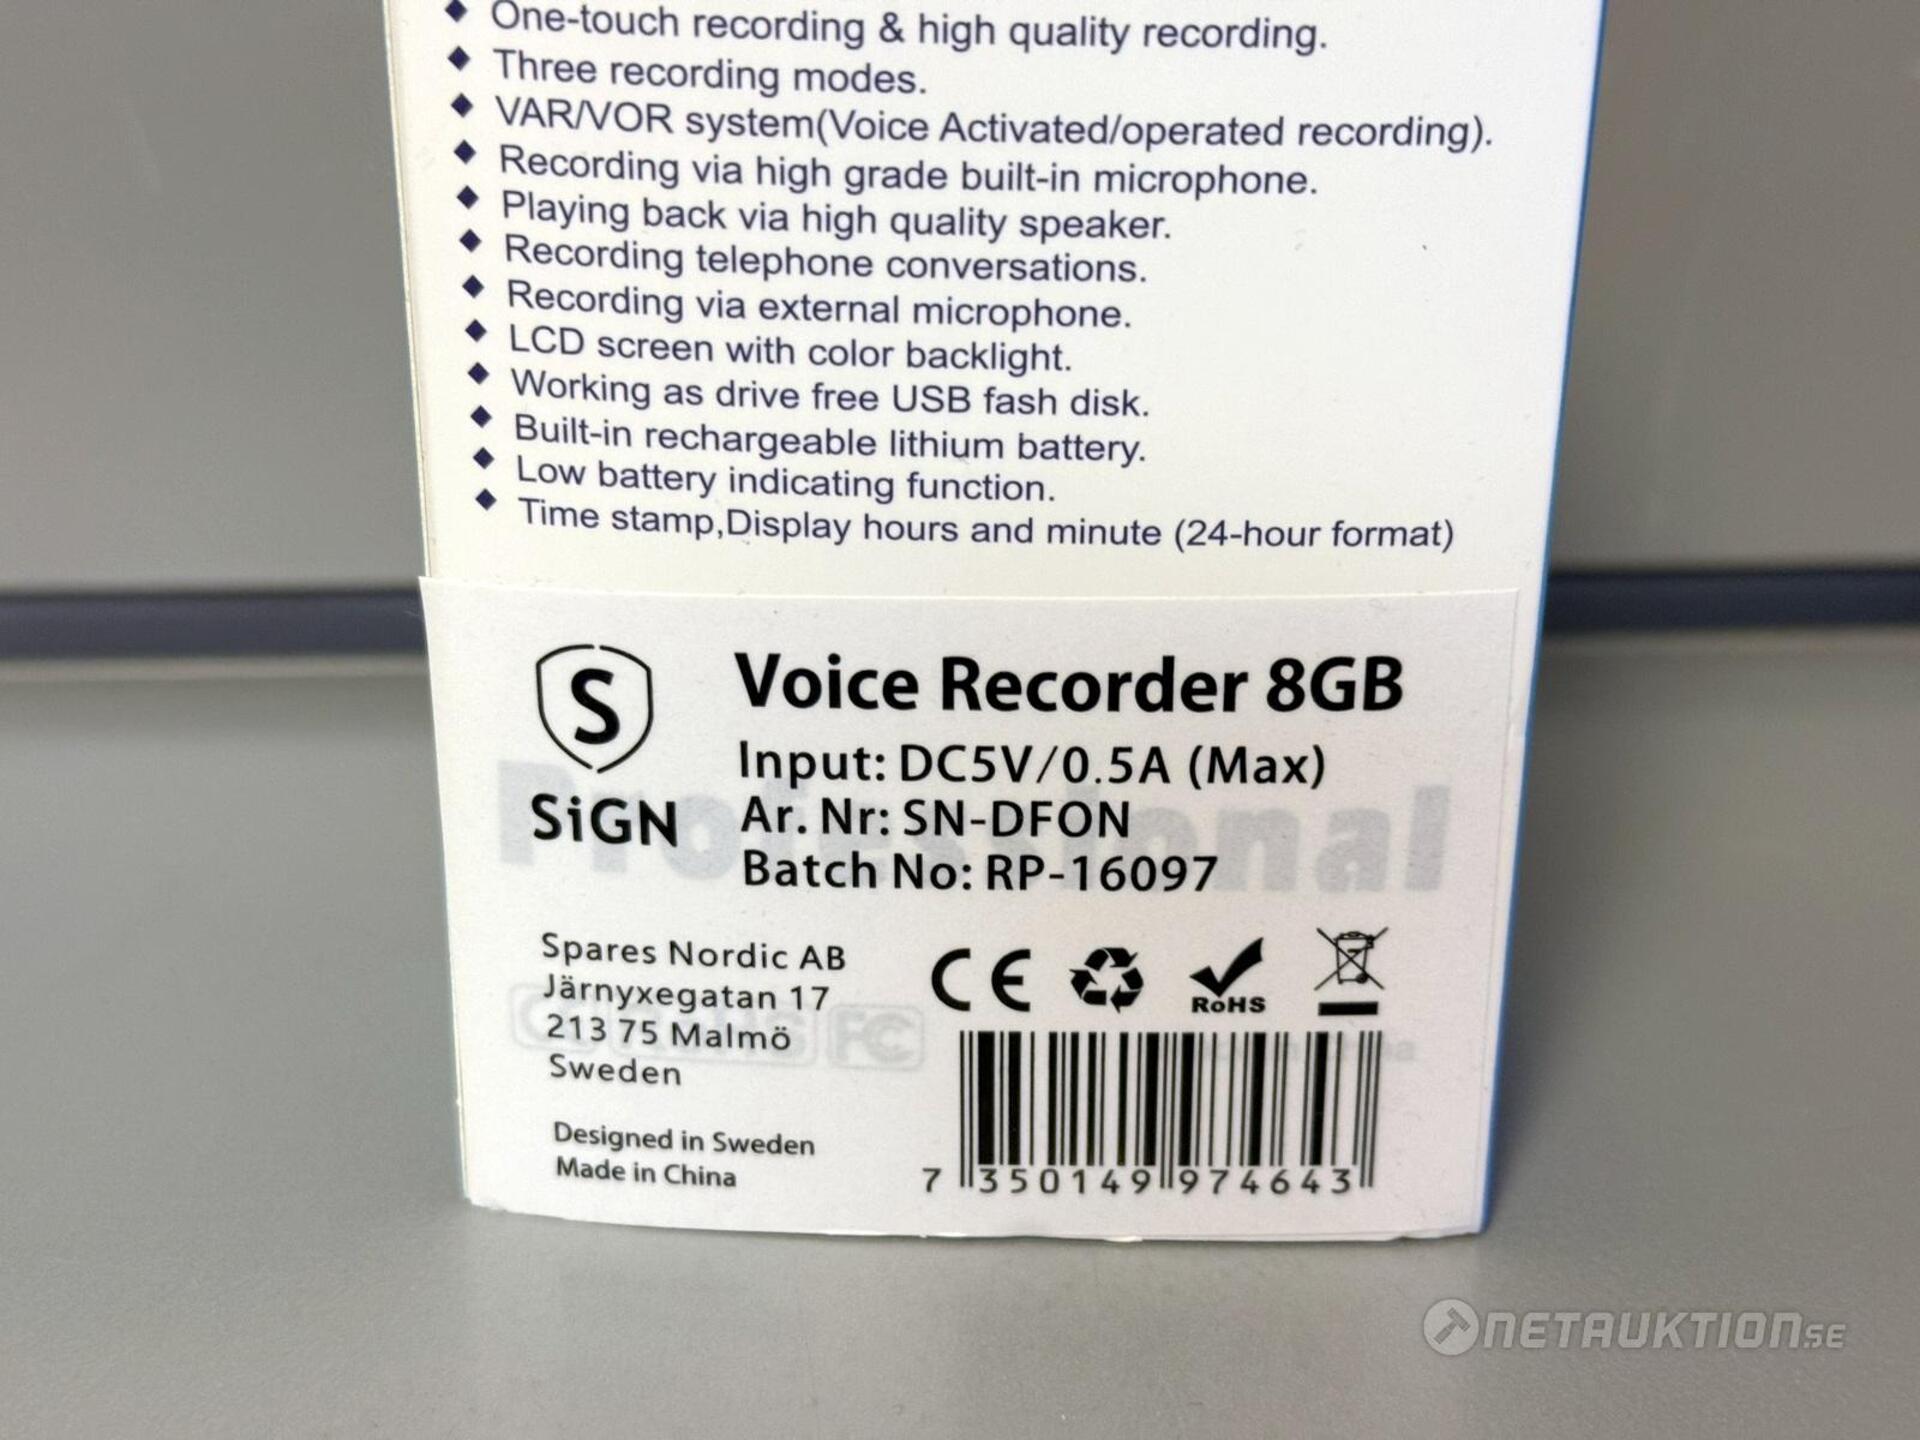 ◆ One-touch recording & high quality recording.
◆ Three recording modes.
◆ VAR/VOR system(Voice Activated/operated recording).
◆ Recording via high grade built-in microphone.
◆ Playing back via high quality speaker.
◆ Recording telephone conversations.
◆ Recording via external microphone.
◆ LCD screen with color backlight.
◆ Working as drive free USB fash disk.
◆ Built-in rechargeable lithium battery.
◆ Low battery indicating function.
◆ Time stamp,Display hours and minute (24-hour format)
S
SiGN
Voice Recorder 8GB
Input: DC5V/0.5A (Max)
Ar. Nr: SN-DFON
Batch No: RP-16097
Professional
Spares Nordic AB
Järnyxegatan 17
213 75 Malmö
Sweden
CE
RoHS
FC
Designed in Sweden
Made in China
7 350149 974643
NETAUKTION.SE